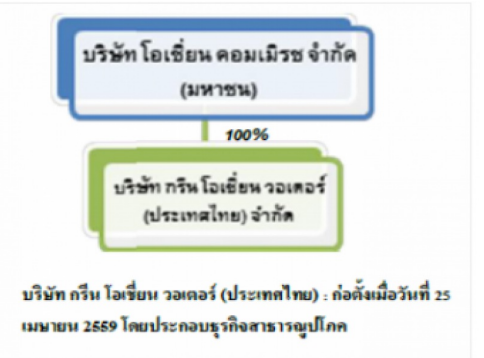 บริษัท โอเชี่ยน คอมเมิรช จำกัด
(มหาชน)
100%
บริษัท กรีน โอเชี่ยน วอเตอร์
(ประเทศไทย) จำกัด
บริษัท กรีน โอเชี่ยน วอเตอร์ (ประเทศไทย) : ก่อตั้งเมื่อวันที่ 25
เมษายน 2559 โดยประกอบธุรกิจสาธารณูปโภค